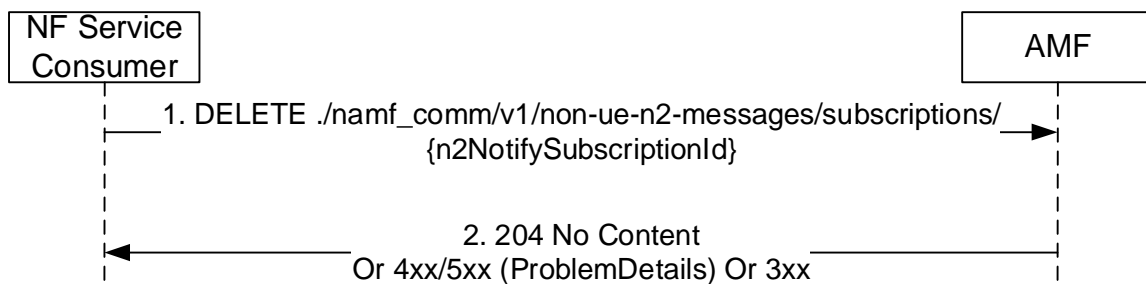 NF Service
Consumer
AMF
1. DELETE ./namf_comm/v1/non-ue-n2-messages/subscriptions/
{n2NotifySubscriptionId}
2. 204 No Content
Or 4xx/5xx (ProblemDetails) Or 3xx